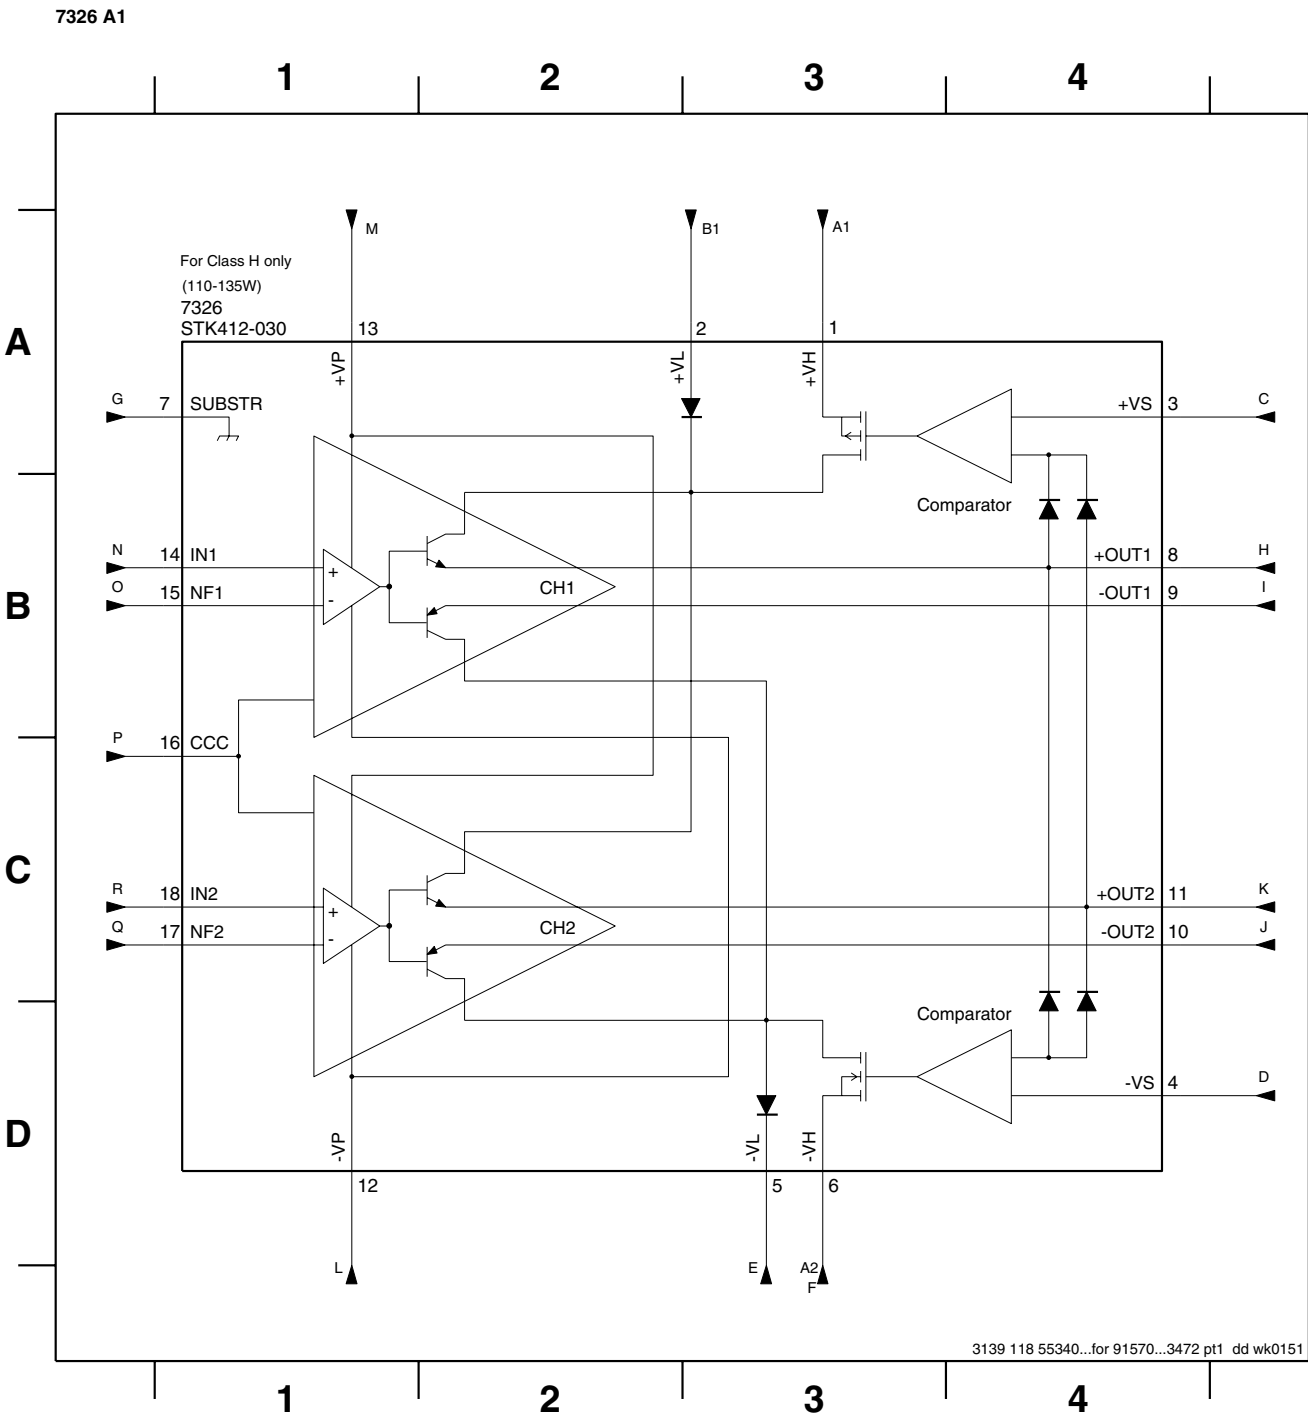 7326 A1
1 2 3 4
M B1 A1
For Class H only
(110-135W)
7326
STK412-030
13 2 1
A
+VP +VL +VH
G 7 SUBSTR +VS 3 C
Comparator
N 14 IN1 +OUT1 8 H
+
O 15 NF1 CH1 -OUT1 9 I
-
B
P 16 CCC
C
R 18 IN2 +OUT2 11 K
+
Q 17 NF2 CH2 -OUT2 10 J
-
Comparator
-VS 4 D
D
-VP -VL -VH
12 5 6
L E A2
F
3139 118 55340...for 91570...3472 pt1 dd wk0151
1 2 3 4